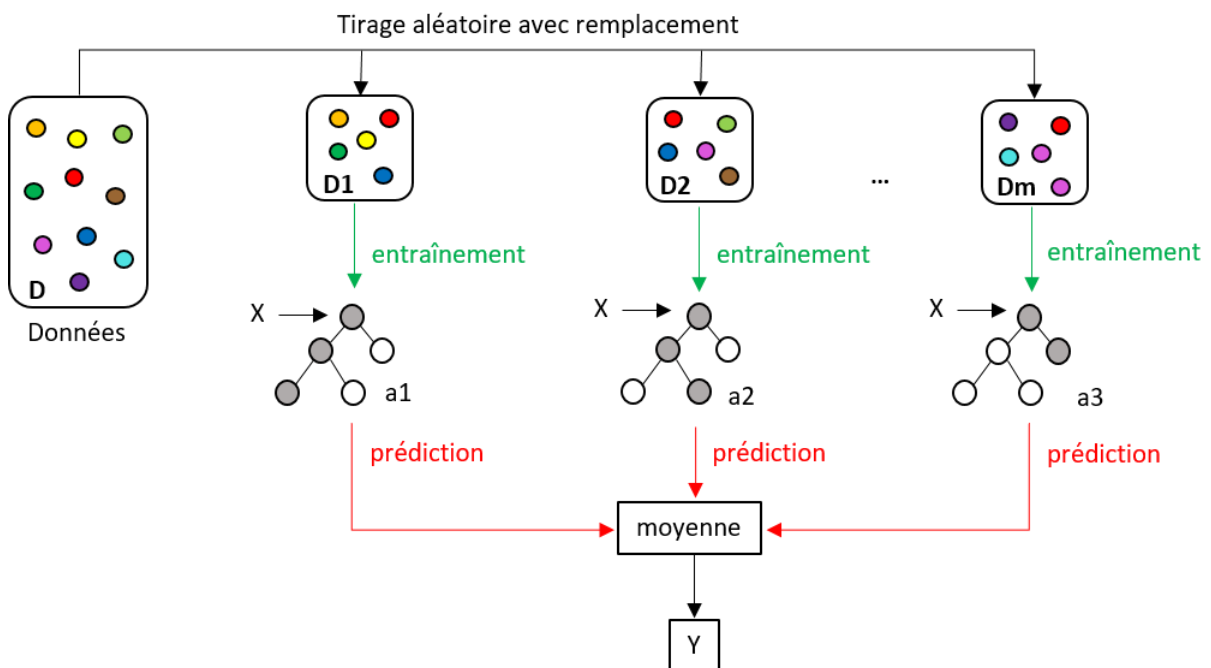 Tirage aléatoire avec remplacement
D
Données
D1
D2
...
Dm
entraînement
entraînement
entraînement
X
X
X
a1
a2
a3
prédiction
prédiction
prédiction
moyenne
Y